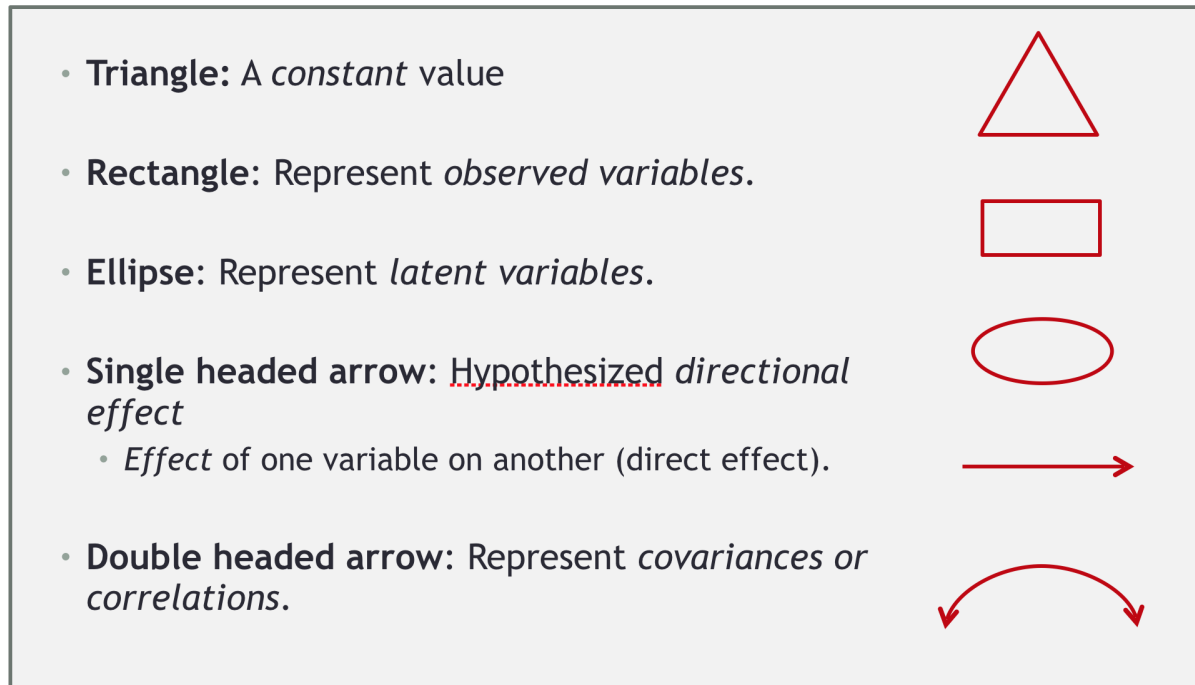 • Triangle: A constant value
• Rectangle: Represent observed variables.
• Ellipse: Represent latent variables.
• Single headed arrow: Hypothesized directional
effect
• Effect of one variable on another (direct effect).
• Double headed arrow: Represent covariances or
correlations.